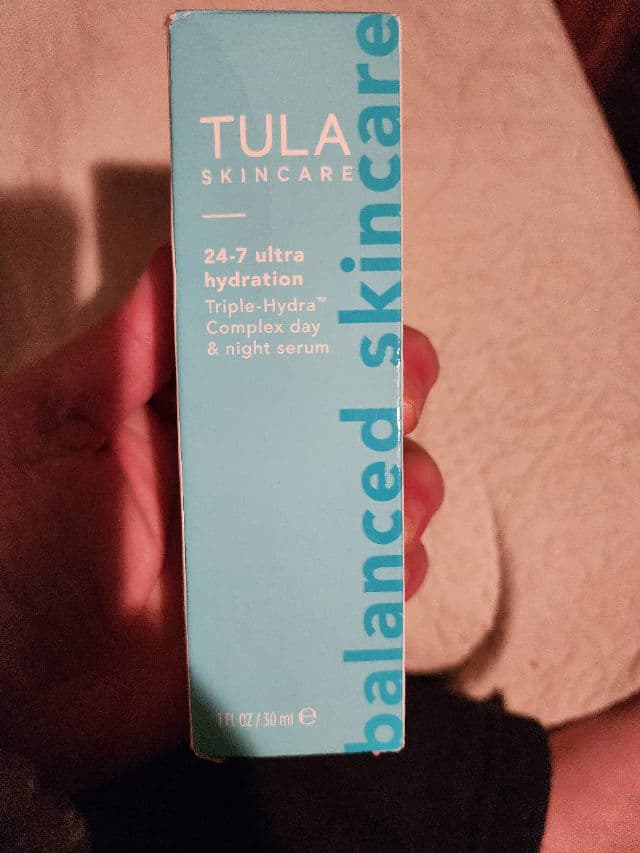 TULA
SKINCARE
24-7 ultra
hydration
Triple-Hydra™
Complex day
& night serum
1 FL OZ / 30 ml ℮
balanced skincare